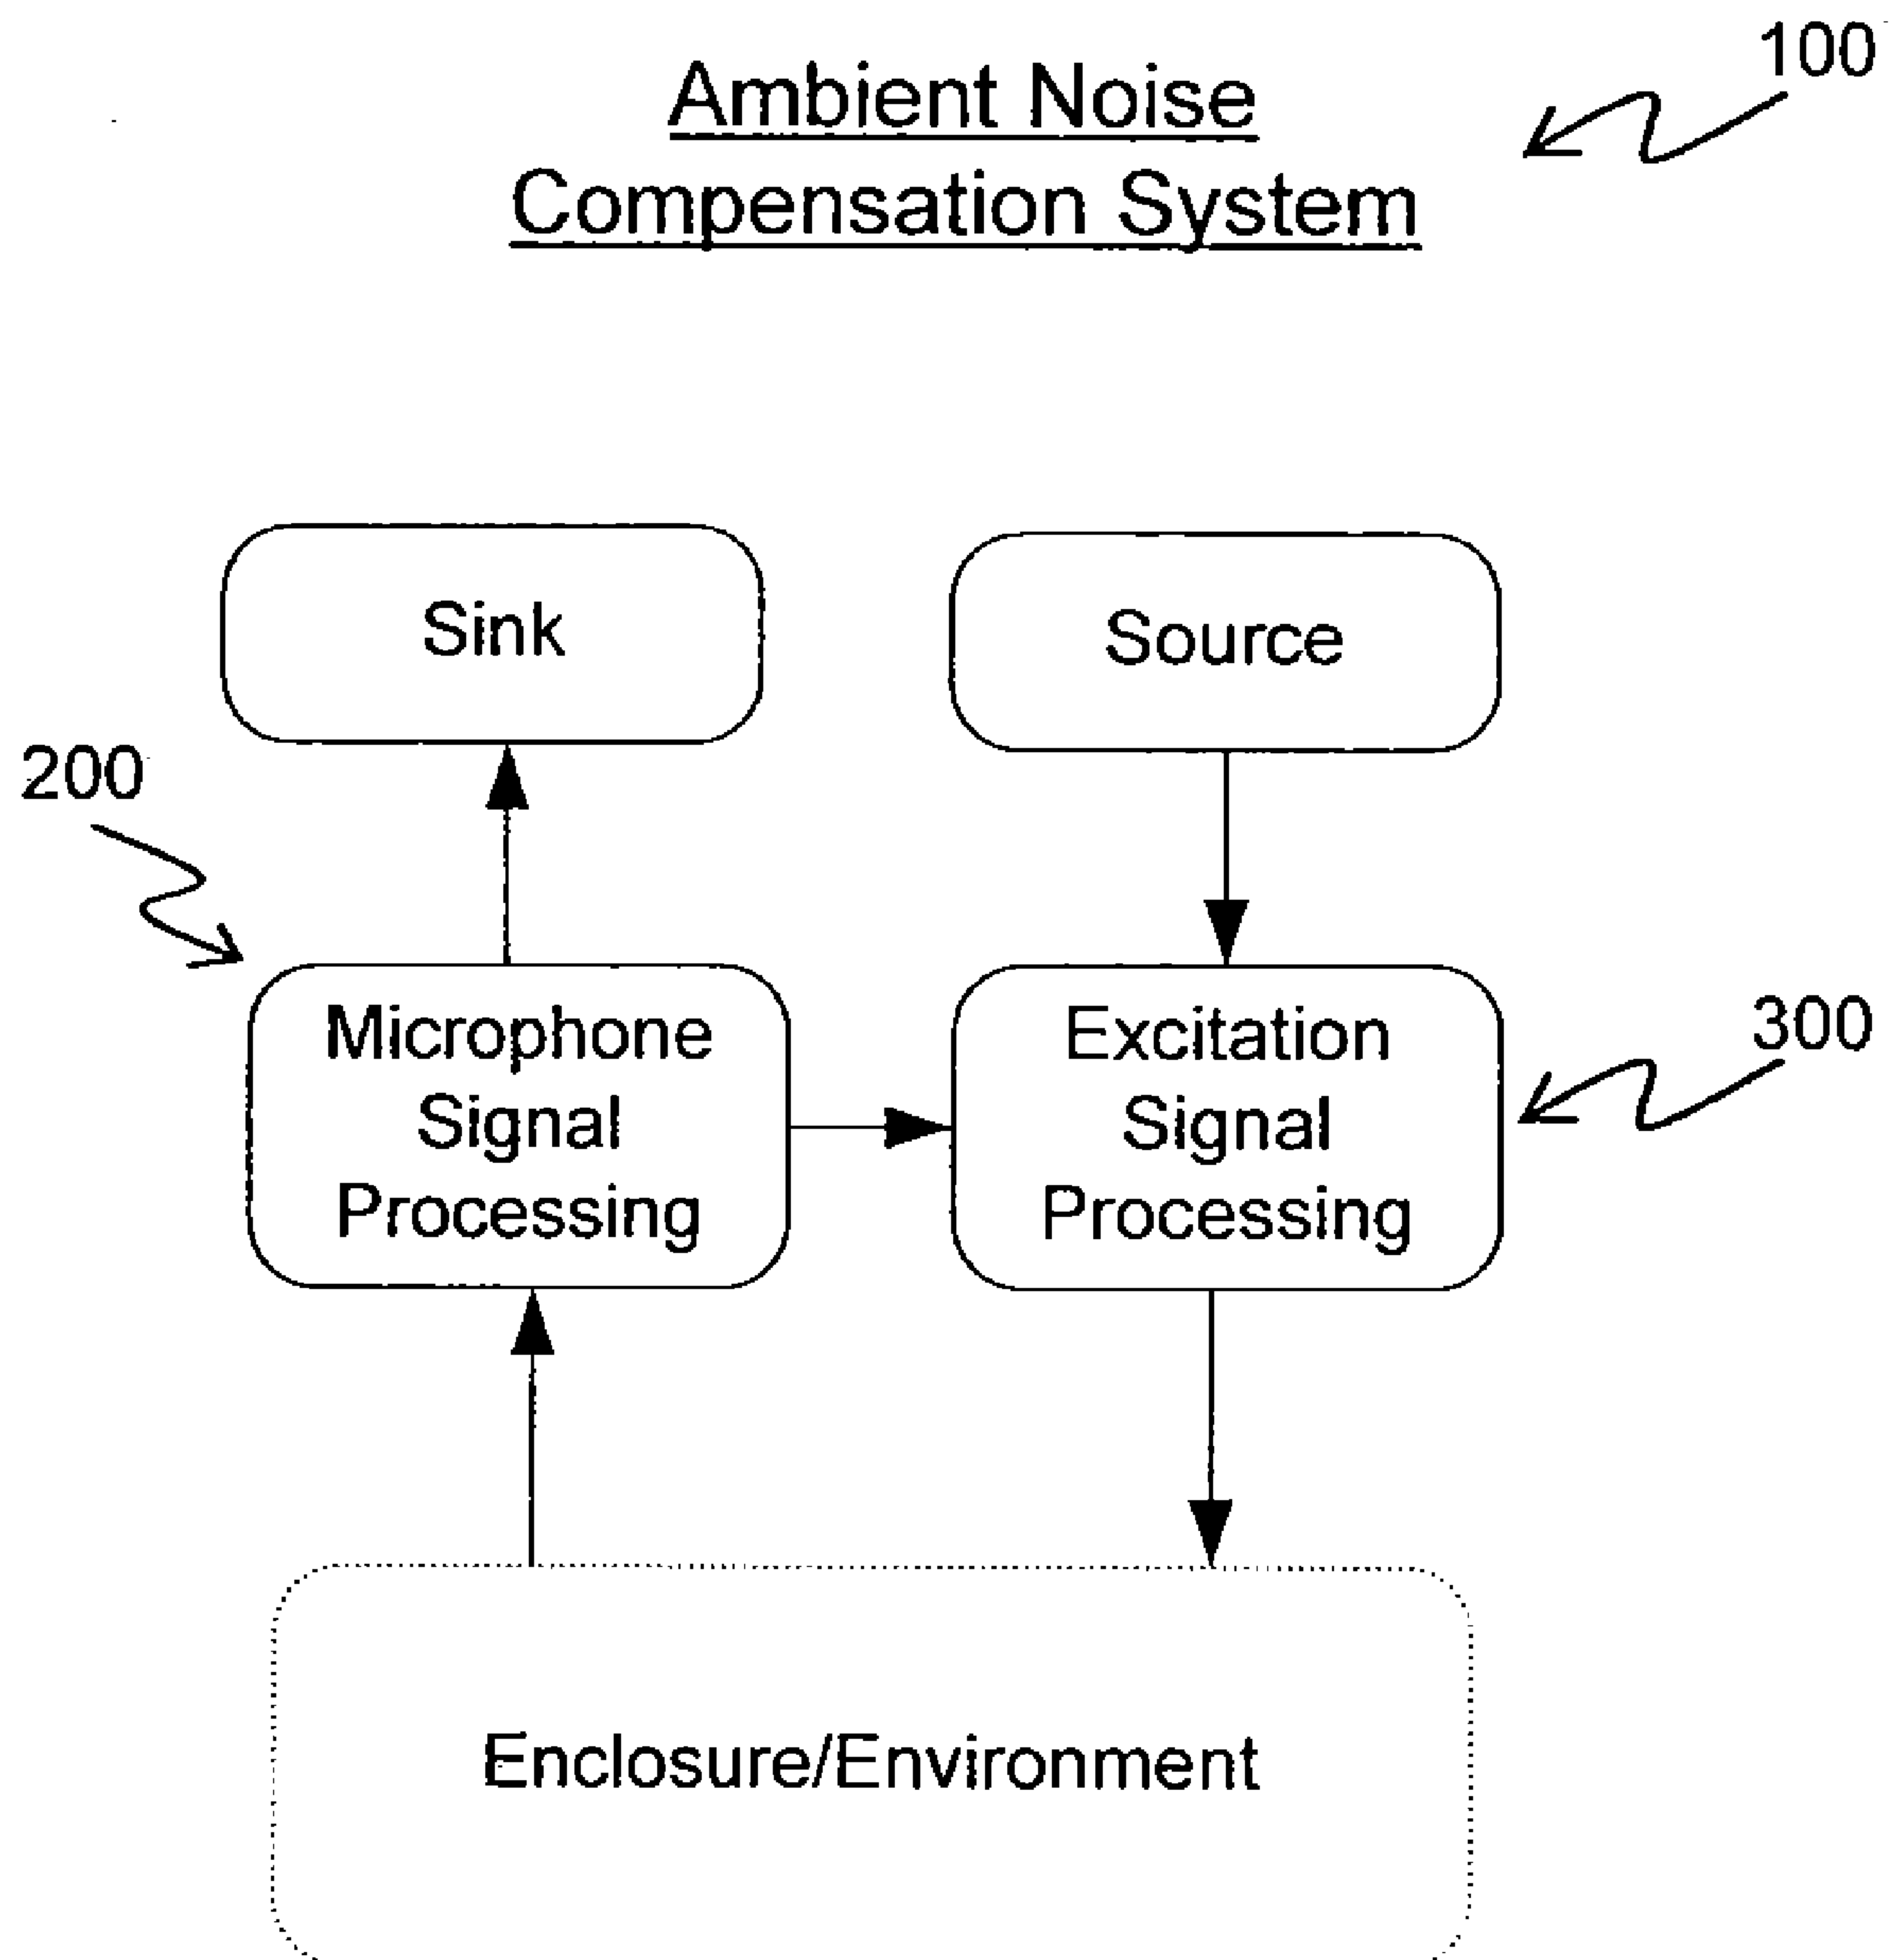 100
Ambient Noise
Compensation System
Sink
Source
200
Microphone
Signal
Processing
Excitation
Signal
Processing
300
Enclosure/Environment